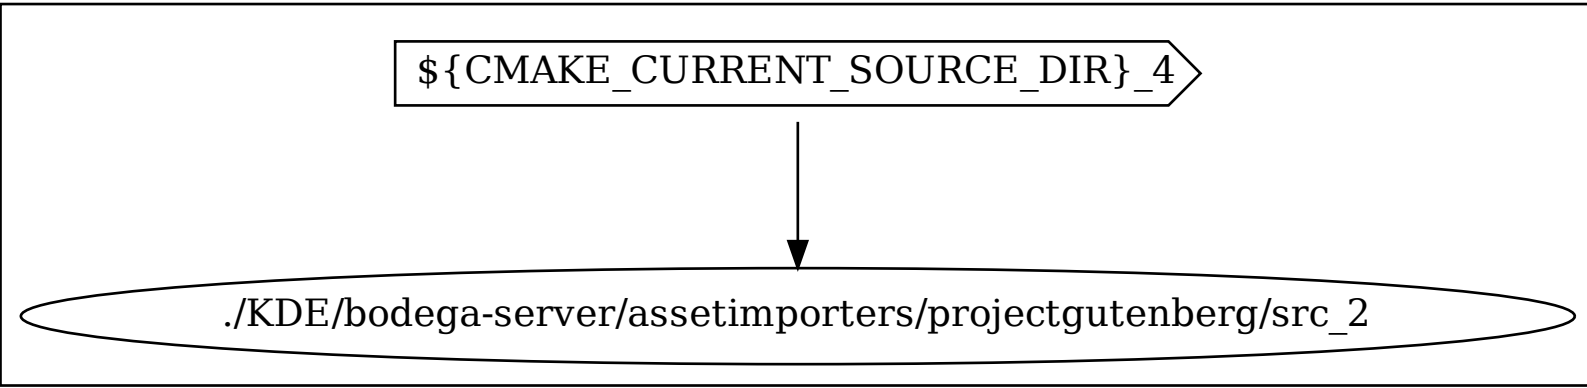 ${CMAKE_CURRENT_SOURCE_DIR}_4
./KDE/bodega-server/assetimporters/projectgutenberg/src_2